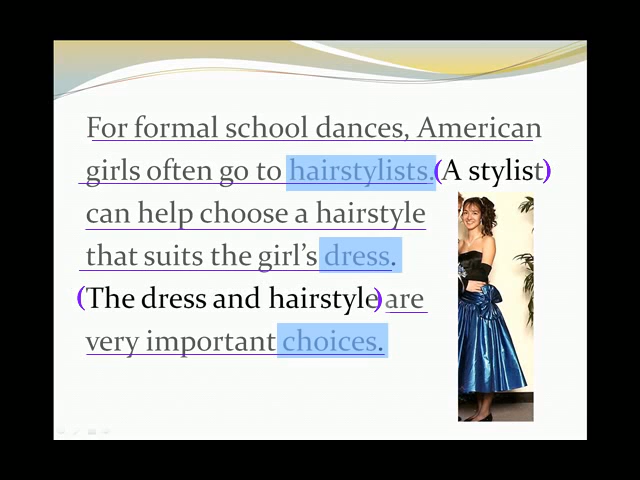 For formal school dances, American
girls often go to hairstylists. (A stylist)
can help choose a hairstyle
that suits the girl's dress.
(The dress and hairstyle) are
very important choices.